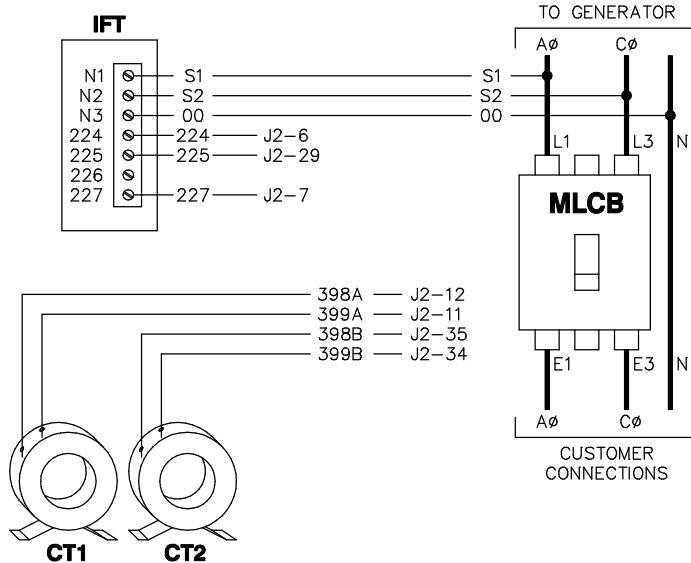 TO GENERATOR
IFT
AØ CØ
N1 S1 S1
N2 S2 S2
N3 00 00
224 224 J2-6
L1 L3 N
225 225 J2-29
226
227 227 J2-7
MLCB
398A J2-12
399A J2-11
398B J2-35
399B J2-34
E1 E3 N
AØ CØ
CUSTOMER
CONNECTIONS
CT1 CT2